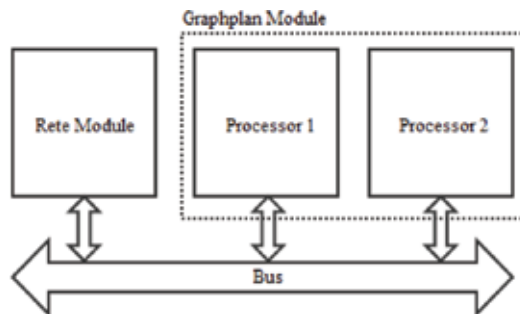 Graphplan Module
Rete Module
Processor 1
Processor 2
Bus